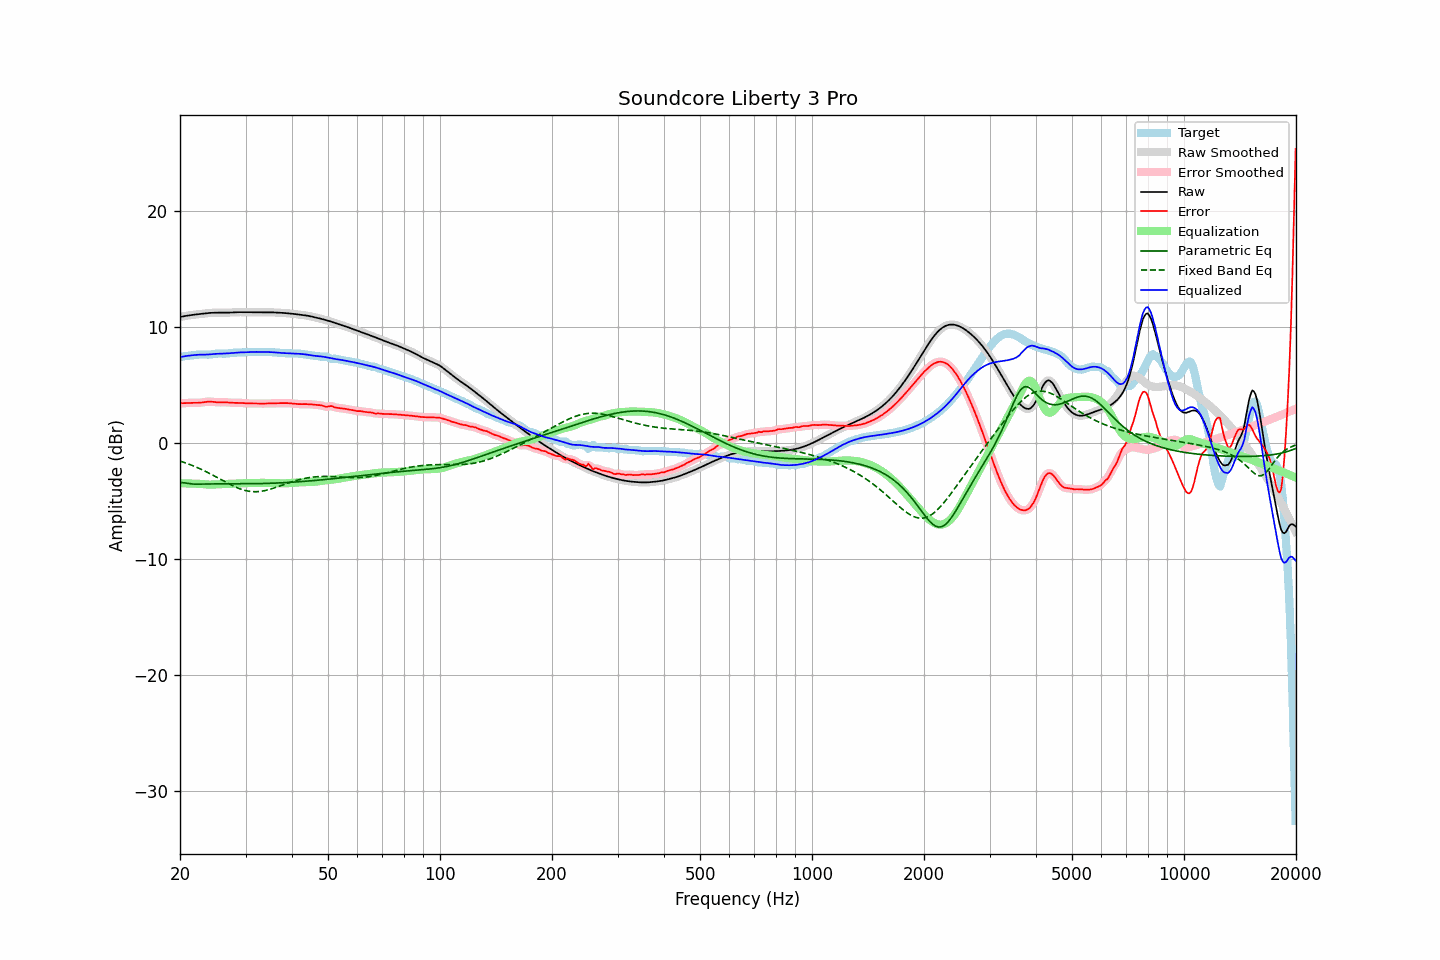 Soundcore Liberty 3 Pro
Target
Raw Smoothed
Error Smoothed
Raw
Error
Equalization
Parametric Eq
Fixed Band Eq
Equalized
Amplitude (dBr)
20
10
0
−10
−20
−30
20
50
100
200
500
1000
2000
5000
10000
20000
Frequency (Hz)